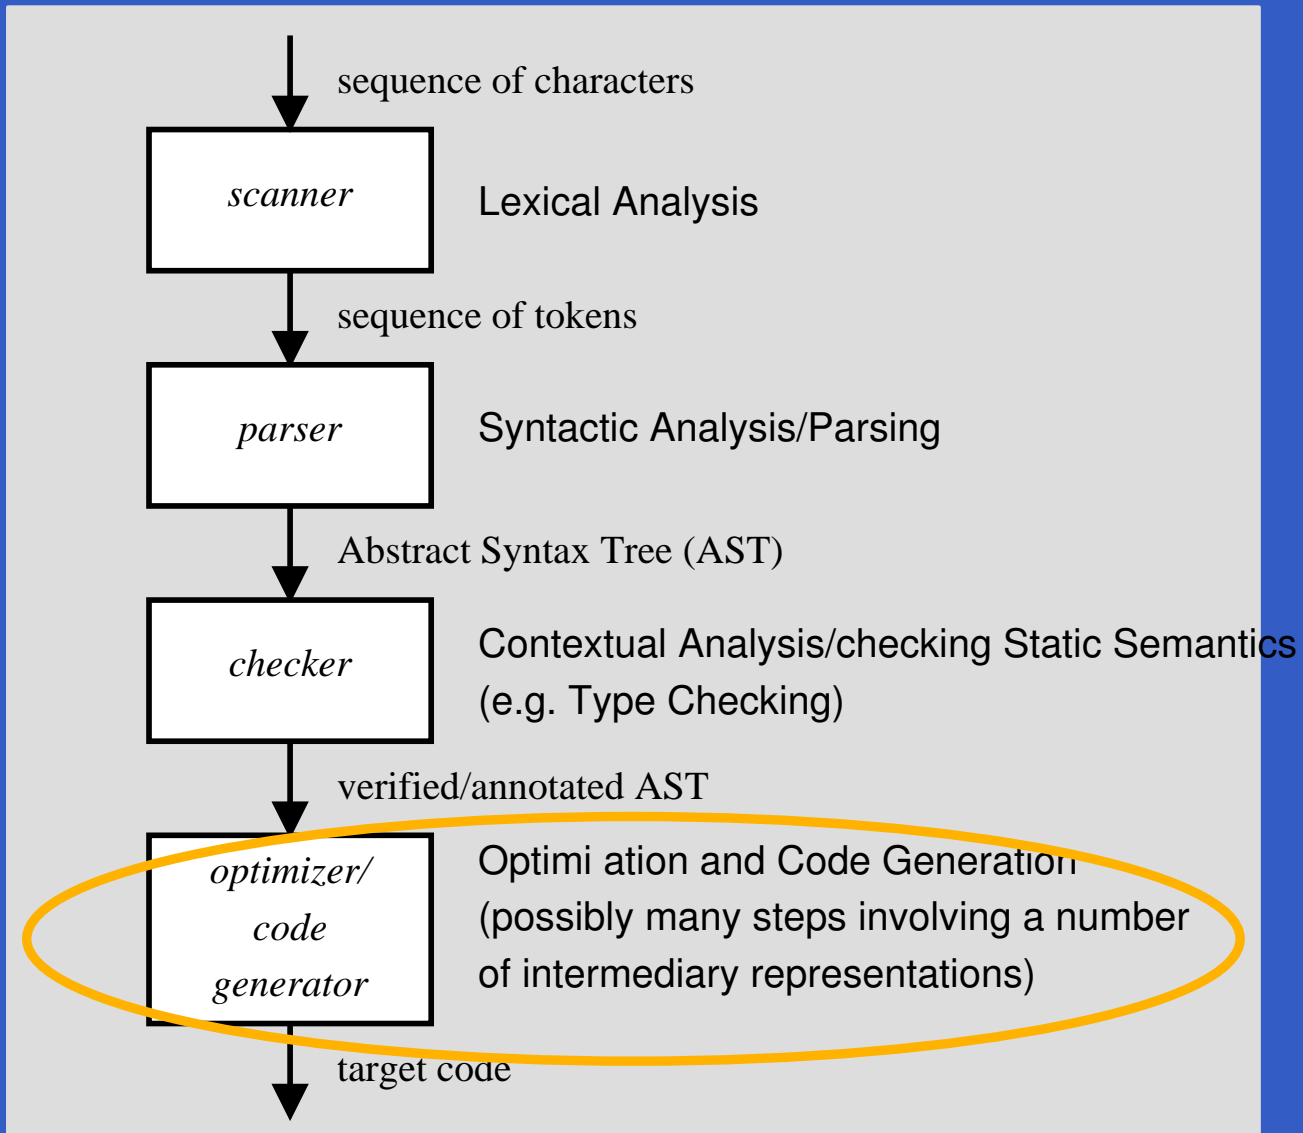 sequence of characters
scanner
Lexical Analysis
sequence of tokens
parser
Syntactic Analysis/Parsing
Abstract Syntax Tree (AST)
checker
Contextual Analysis/checking Static Semantics
(e.g. Type Checking)
verified/annotated AST
optimizer/
code
generator
Optimi ation and Code Generation
(possibly many steps involving a number
of intermediary representations)
target code